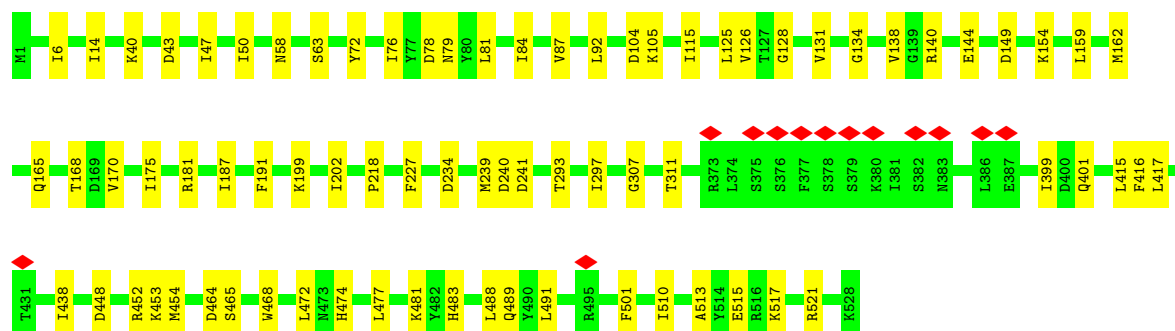 M1 I6 I14 K40 D43 I47 I50 N58 S63 Y72 I76 Y77 D78 N79 Y80 L81 I84 V87 L92 D104 K105 I115 L125 V126 T127 G128 V131 G134 V138 G139 R140 E144 D149 K154 L159 M162
Q165 T168 D169 V170 I175 R181 I187 F191 K199 I202 P218 F227 D234 M239 D240 D241 T293 I297 G307 T311 R373 L374 S375 S376 F377 S378 S379 K380 I381 S382 N383 L386 E387 I399 D400 Q401 L415 F416 L417
T431 I438 D448 R452 K453 M454 D464 S465 W468 L472 N473 H474 L477 K481 Y482 H483 L488 Q489 Y490 L491 R495 F501 I510 A513 Y514 E515 R516 K517 R521 K528